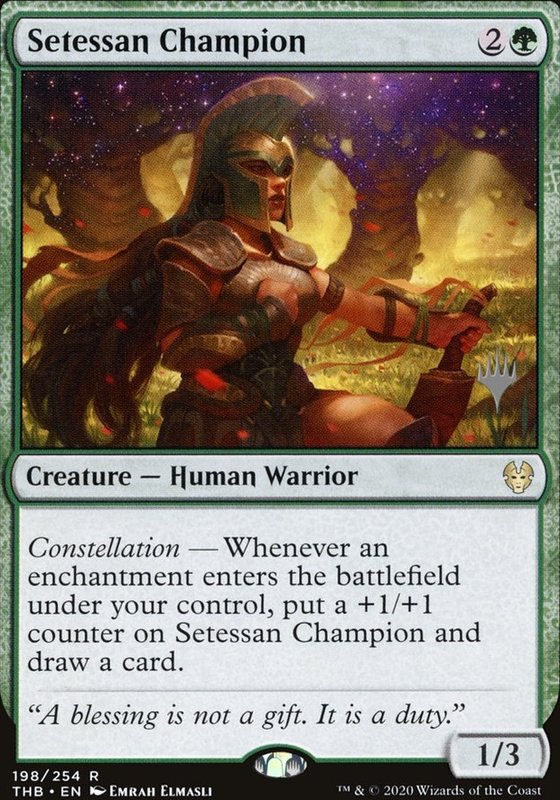 Setessan Champion 2
Creature — Human Warrior
Constellation — Whenever an
enchantment enters the battlefield
under your control, put a +1/+1
counter on Setessan Champion and
draw a card.
“A blessing is not a gift. It is a duty.”
1/3
198/254 R
THB • EN EMRAH ELMASLI
™ & © 2020 Wizards of the Coast